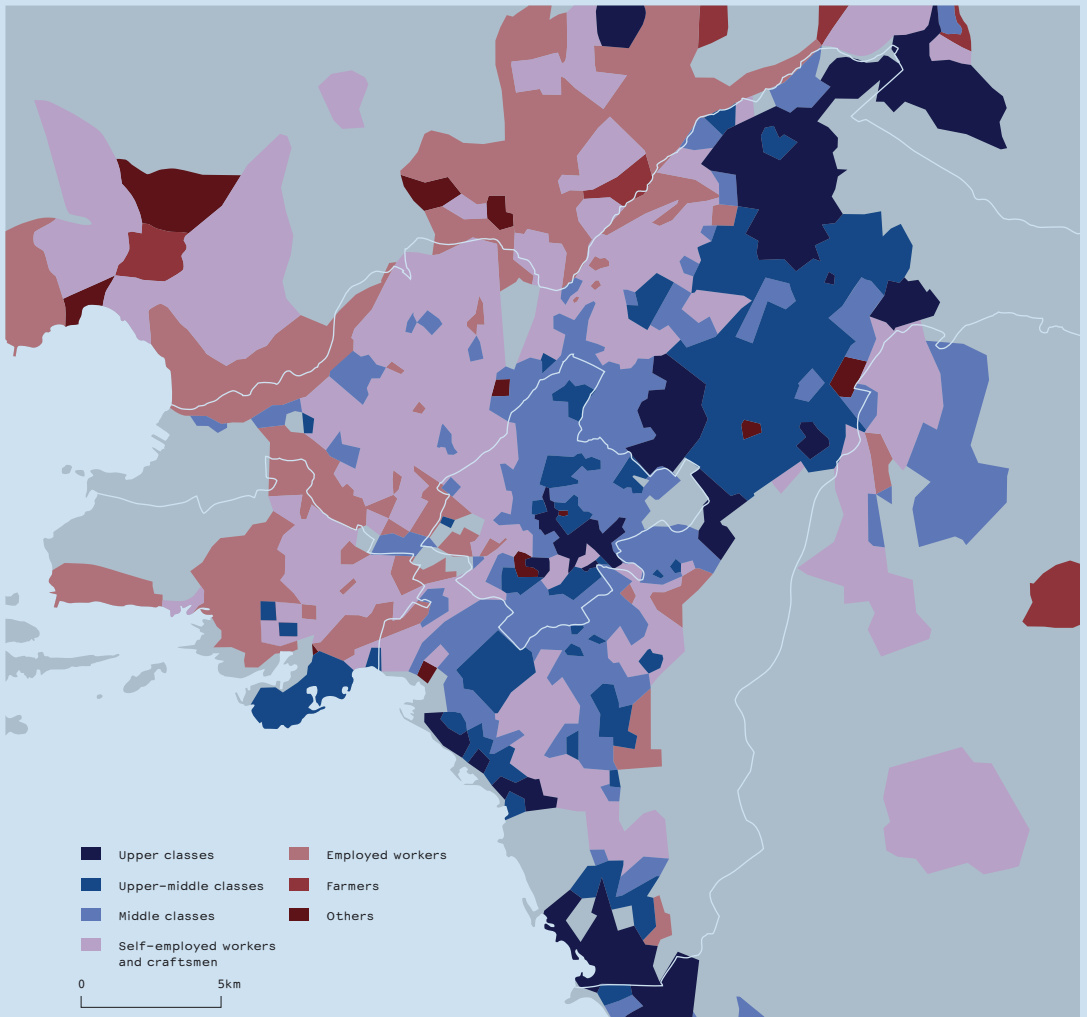 Upper classes
Upper-middle classes
Middle classes
Self-employed workers
and craftsmen
Employed workers
Farmers
Others
0 5km